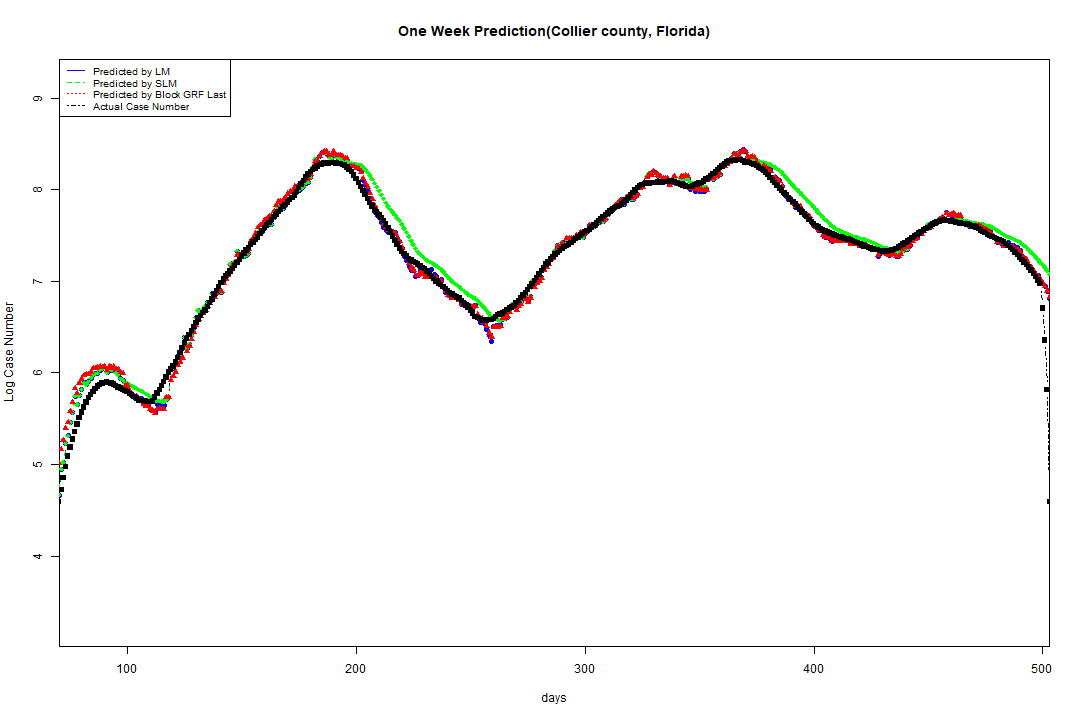 One Week Prediction(Collier county, Florida)
Predicted by LM
Predicted by SLM
Predicted by Block GRF Last
Actual Case Number
9
8
7
6
5
4
Log Case Number
100 200 300 400 500
days